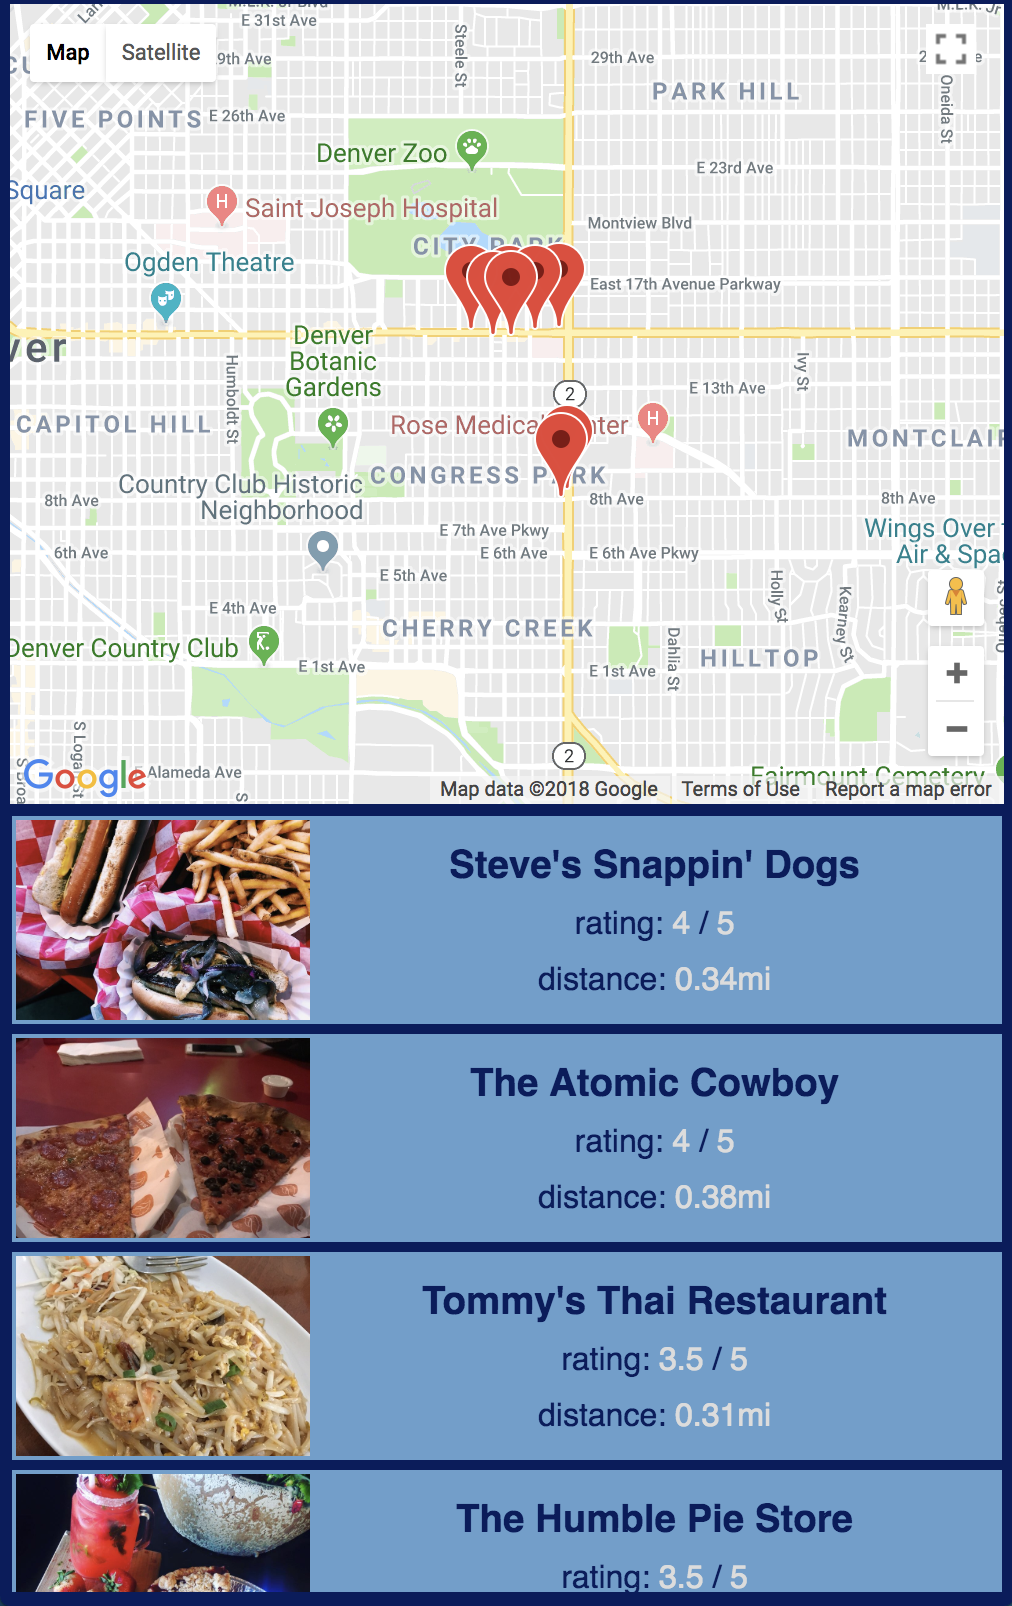 E 31st Ave
Steele St
Map
Satellite
9th Ave
29th Ave
PARK HILL
Oneida St
FIVE POINTS
E 26th Ave
Denver Zoo
E 23rd Ave
Square
Saint Joseph Hospital
Montview Blvd
CITY PARK
Ogden Theatre
East 17th Avenue Parkway
ver
Denver
Botanic
Gardens
Humboldt St
Ivy St
E 13th Ave
2
CAPITOL HILL
Rose Medical nter
MONTCLAIR
CONGRESS PARK
Country Club Historic
Neighborhood
8th Ave
8th Ave
8th Ave
E 7th Ave Pkwy
Wings Over
Air & Spac
6th Ave
E 6th Ave
E 6th Ave Pkwy
E 5th Ave
Holly St
Kearney St
E 4th Ave
CHERRY CREEK
Denver Country Club
Dahlia St
HILLTOP
E 1st Ave
E 1st Ave
S Logan St
2
Google
Alameda Ave
Fairmount Cemetery
Map data ©2018 Google
Terms of Use
Report a map error
Steve's Snappin' Dogs
rating: 4 / 5
distance: 0.34mi
The Atomic Cowboy
rating: 4 / 5
distance: 0.38mi
Tommy's Thai Restaurant
rating: 3.5 / 5
distance: 0.31mi
The Humble Pie Store
rating: 3.5 / 5